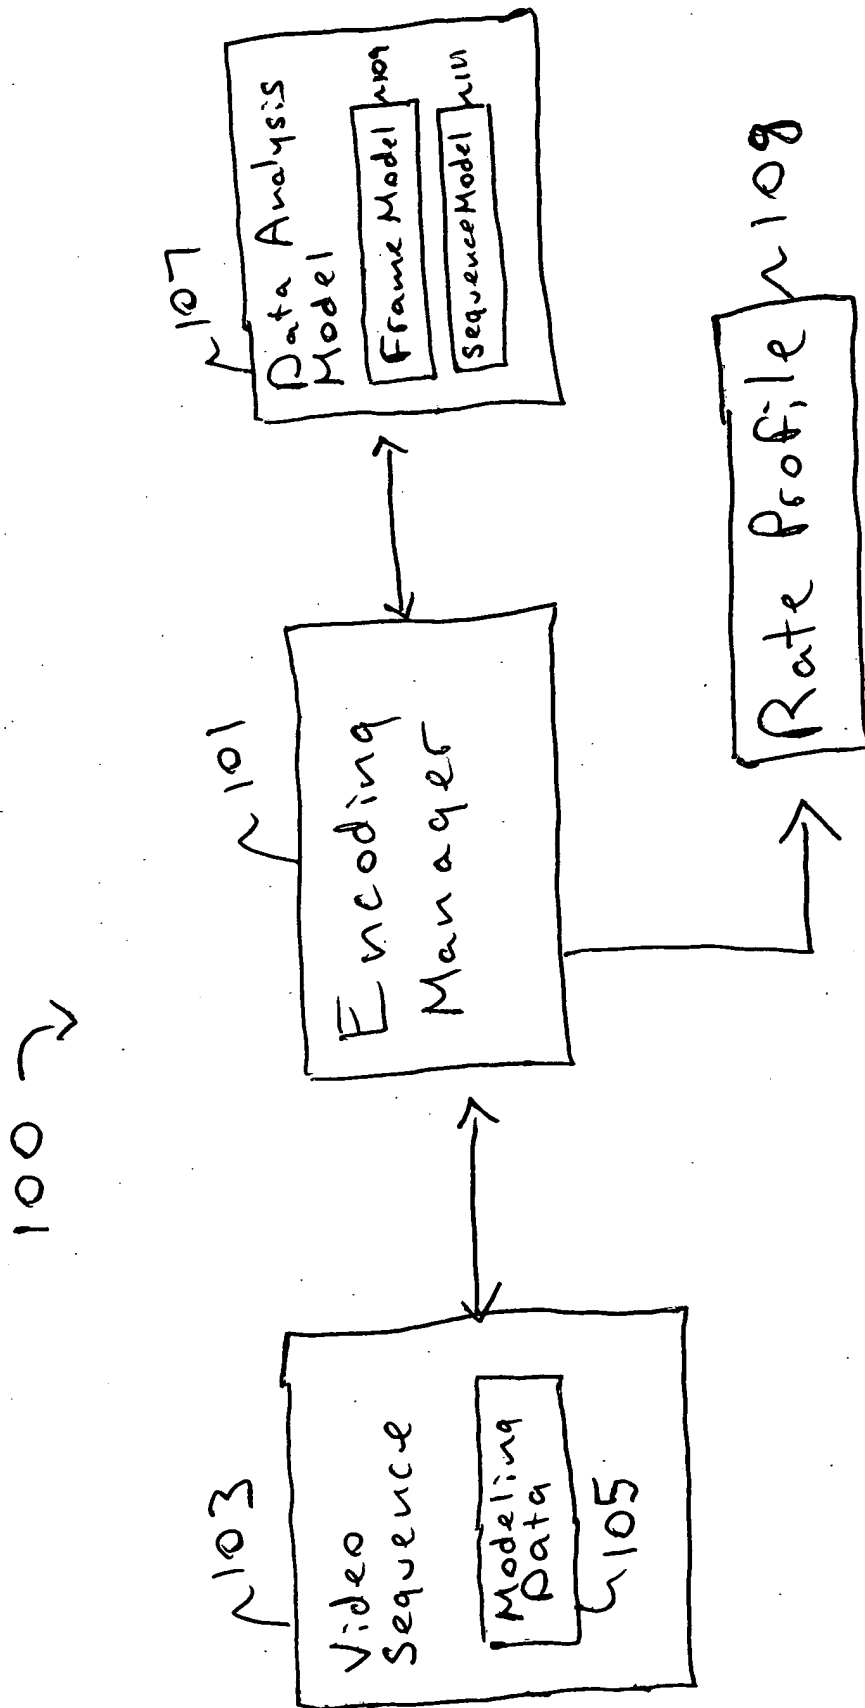 100
103
Video
Sequence
Modeling
Data
105
101
Encoding
Manager
107
Data Analysis
Model
Frame Model
109
Sequence Model
111
Rate Profile
108